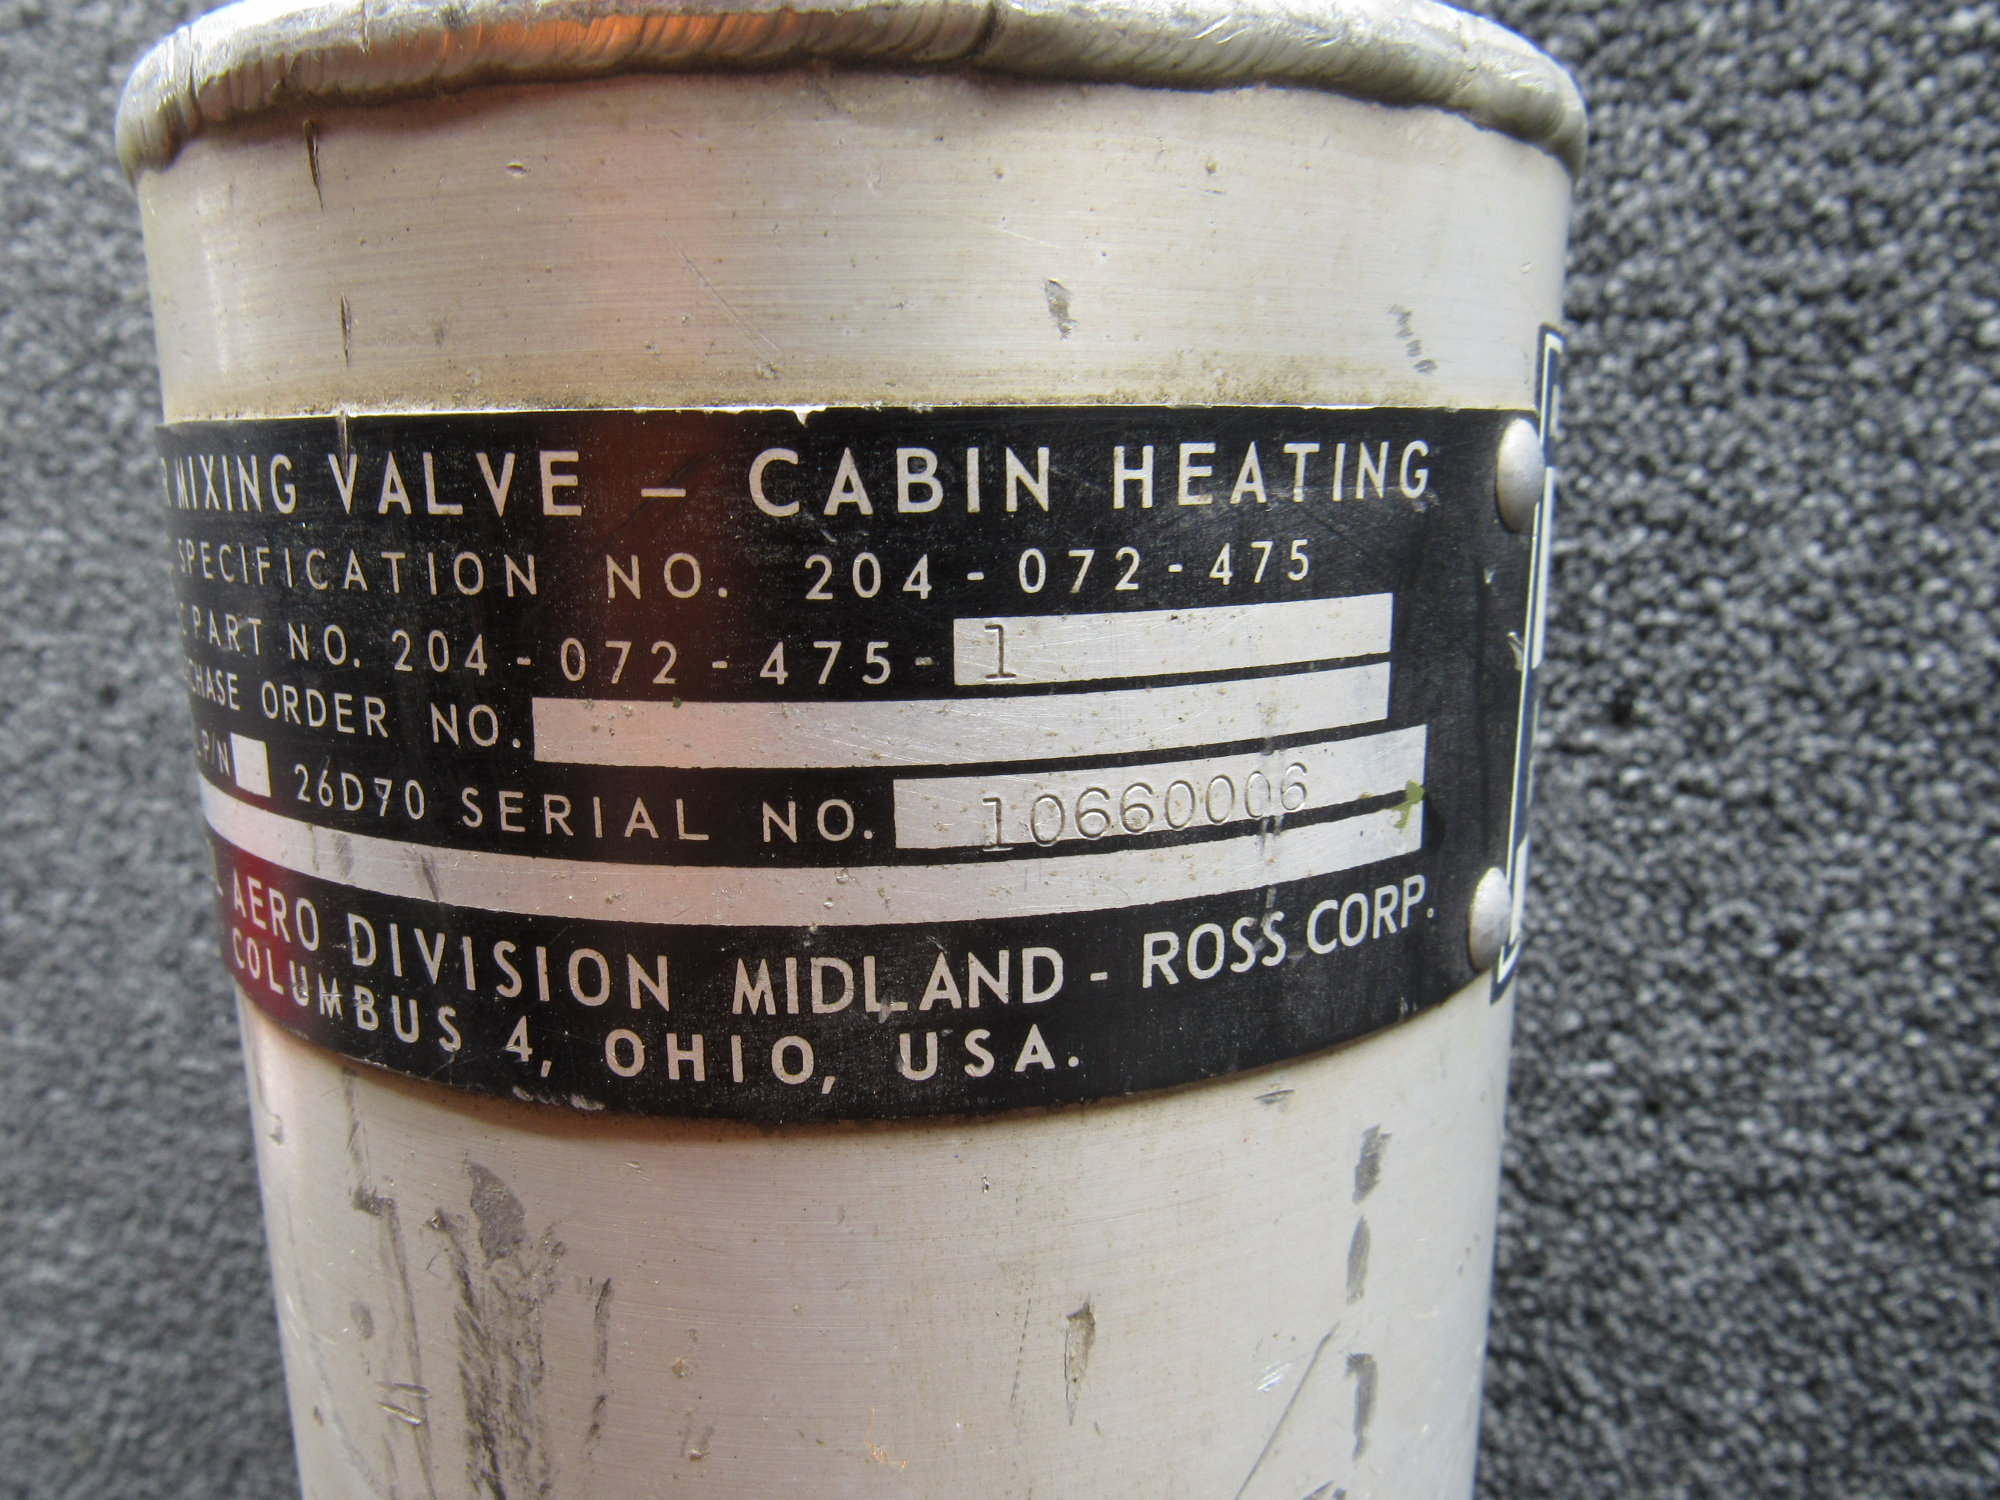 MIXING VALVE - CABIN HEATING
SPECIFICATION NO. 204-072-475
PART NO. 204-072-475-1
ORDER NO.
P/N 26D70 SERIAL NO. 10660006
AERO DIVISION MIDLAND-ROSS CORP.
COLUMBUS 4, OHIO, USA.